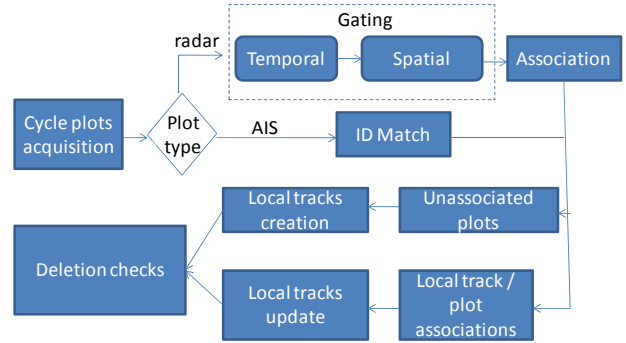 Gating
radar
Temporal
Spatial
Association
Cycle plots
acquisition
Plot
type
AIS
ID Match
Local tracks
creation
Unassociated
plots
Deletion checks
Local tracks
update
Local track /
plot
associations